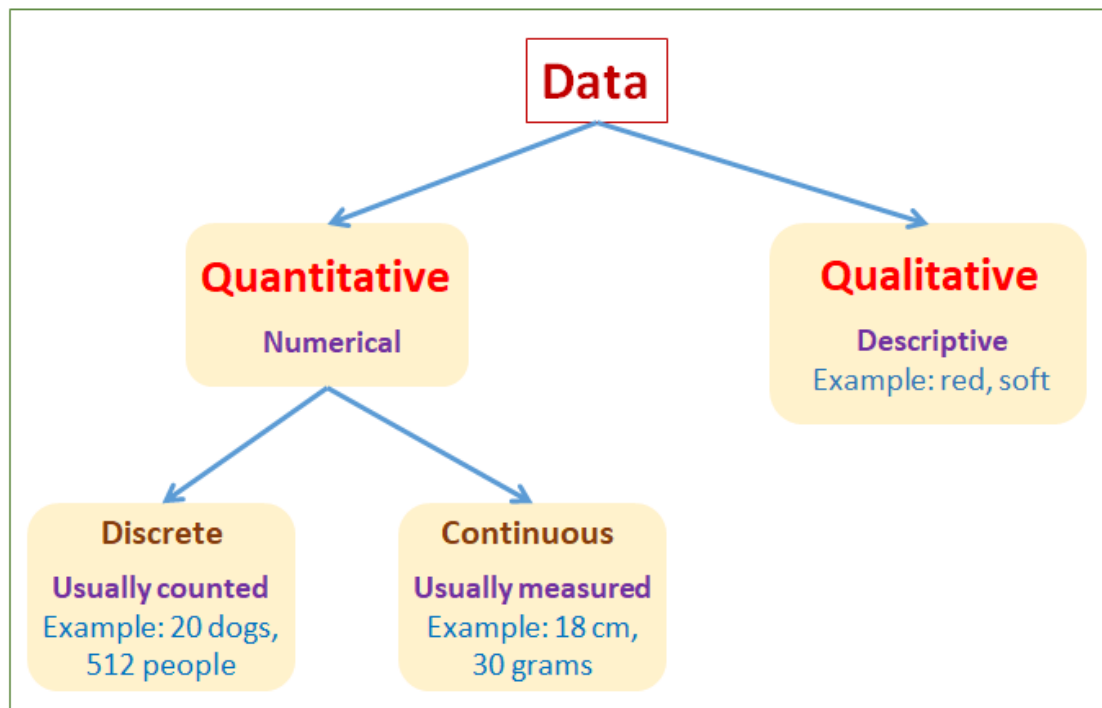 Data
Quantitative
Numerical
Qualitative
Descriptive
Example: red, soft
Discrete
Usually counted
Example: 20 dogs,
512 people
Continuous
Usually measured
Example: 18 cm,
30 grams